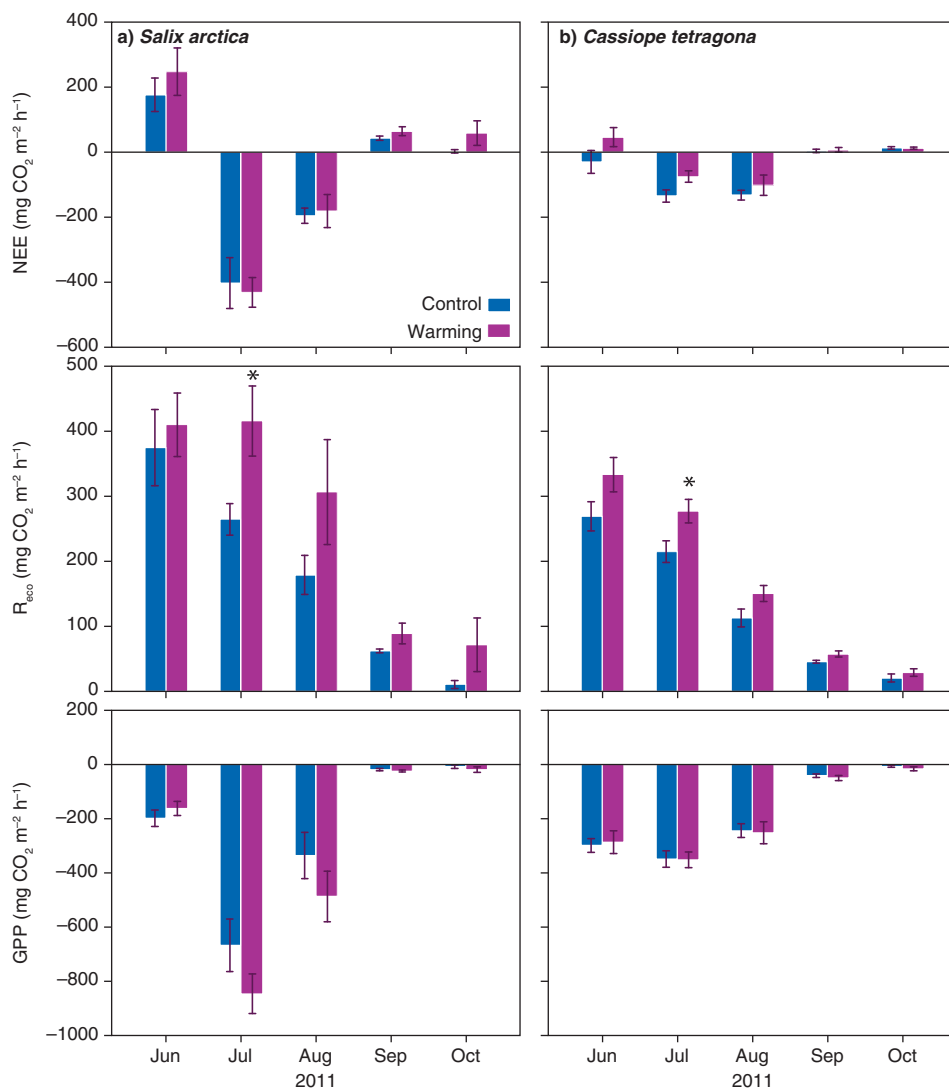 a) Salix arctica
b) Cassiope tetragona
NEE (mg CO₂ m⁻² h⁻¹)
400
200
0
−200
−400
−600
Control
Warming
R_eco (mg CO₂ m⁻² h⁻¹)
500
400
300
200
100
0
*
*
GPP (mg CO₂ m⁻² h⁻¹)
200
0
−200
−400
−600
−800
−1000
Jun Jul Aug Sep Oct
2011
Jun Jul Aug Sep Oct
2011